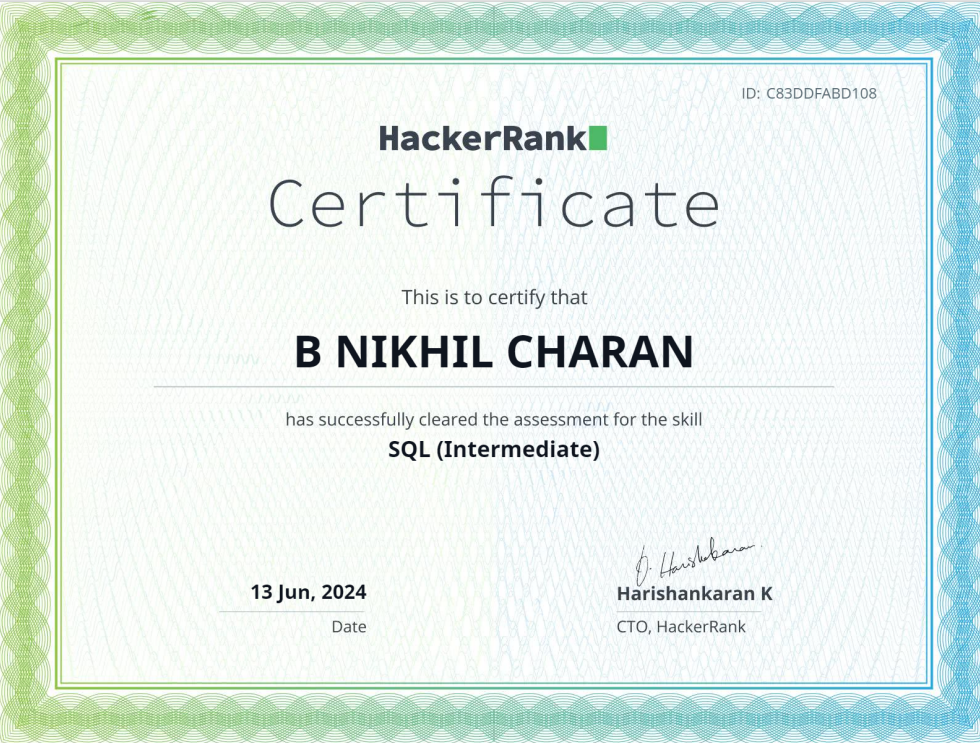 ID: C83DDFABD108
HackerRank
Certificate
This is to certify that
B NIKHIL CHARAN
has successfully cleared the assessment for the skill
SQL (Intermediate)
13 Jun, 2024
Date
Harishankaran K
CTO, HackerRank